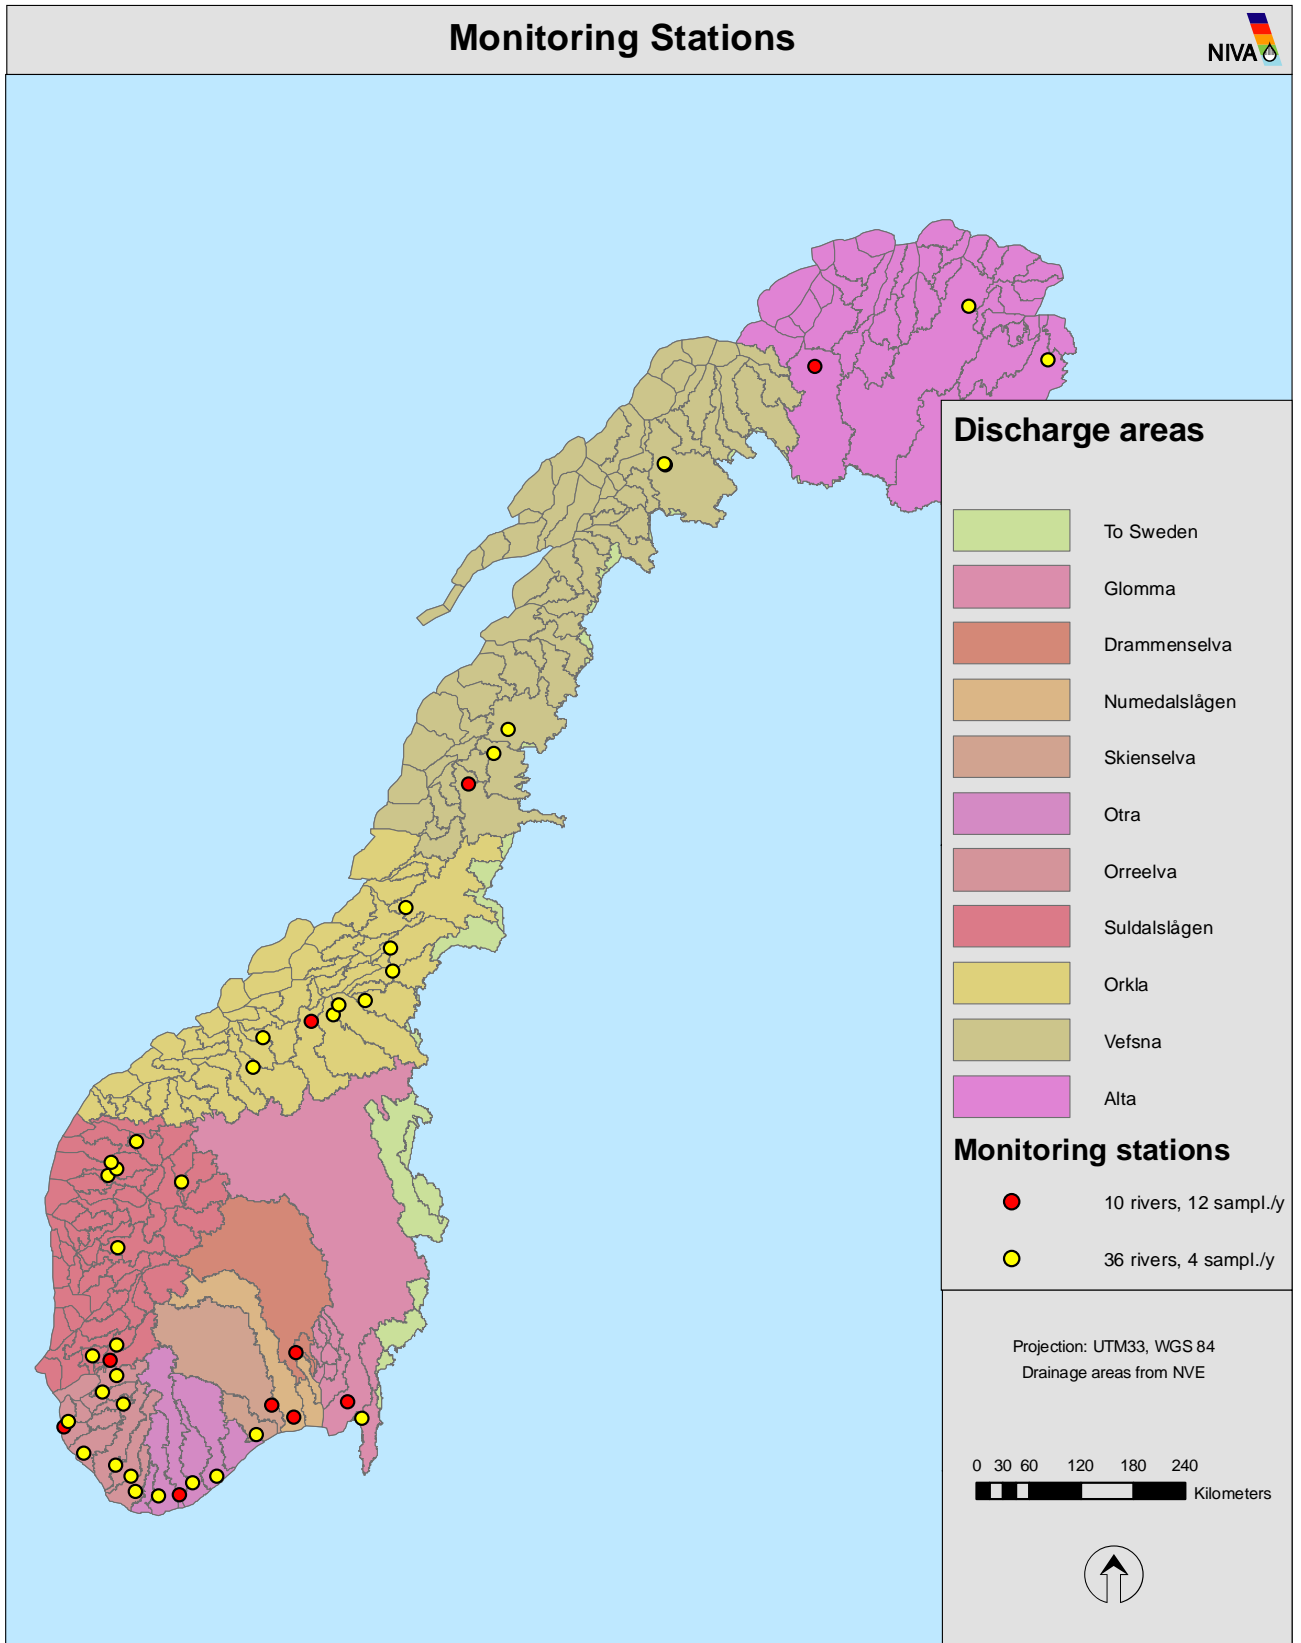 Monitoring Stations
NIVA
Discharge areas
To Sweden
Glomma
Drammenselva
Numedalslågen
Skienselva
Otra
Orreelva
Suldalslågen
Orkla
Vefsna
Alta
Monitoring stations
10 rivers, 12 sampl./y
36 rivers, 4 sampl./y
Projection: UTM33, WGS 84
Drainage areas from NVE
0 30 60 120 180 240
Kilometers